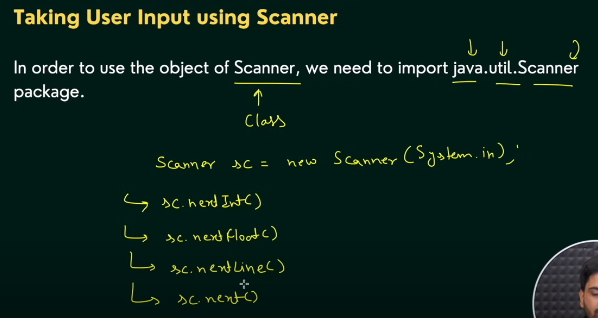 Taking User Input using Scanner
In order to use the object of Scanner, we need to import java.util.Scanner
package.
Class
Scanner sc = new Scanner(System.in);
sc.nextInt()
sc.nextFloat()
sc.nextLine()
sc.next()